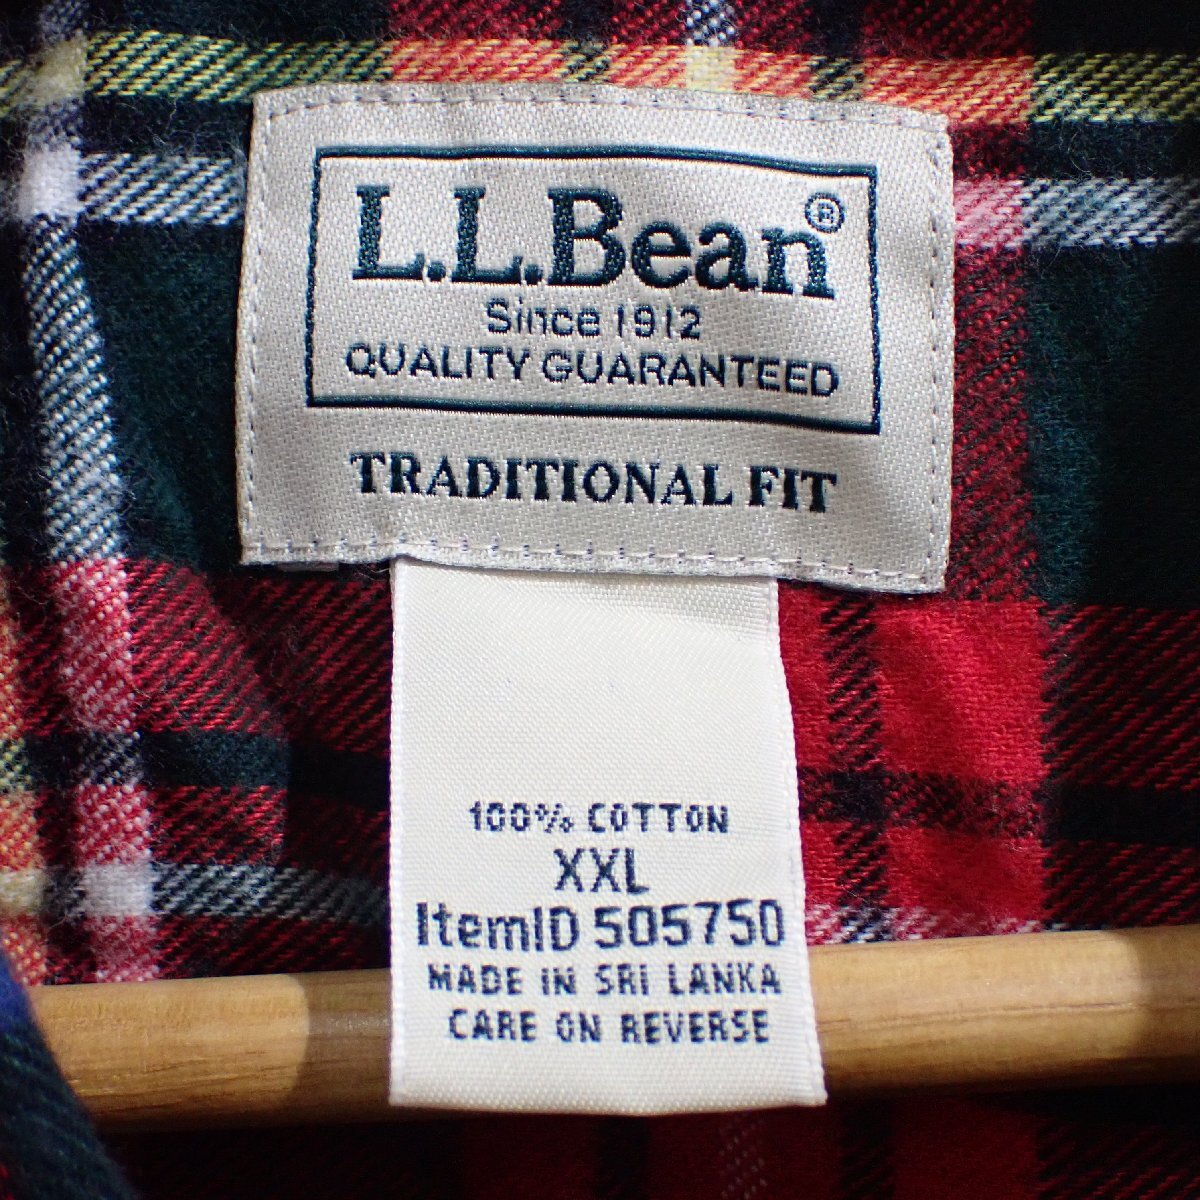 L.L.Bean®
Since 1912
QUALITY GUARANTEED
TRADITIONAL FIT
100% COTTON
XXL
ItemID 505750
MADE IN SRI LANKA
CARE ON REVERSE